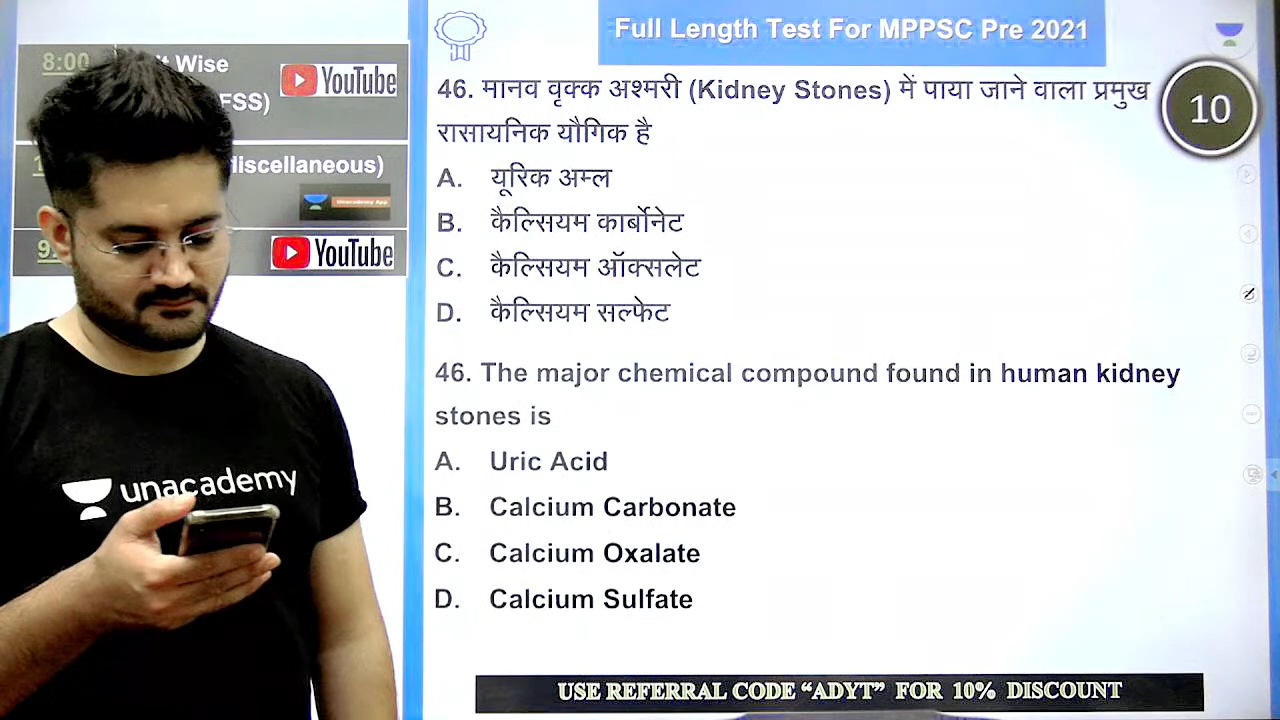 Full Length Test For MPPSC Pre 2021
8:00
Wise
YouTube
FSS)
iscellaneous)
Unacademy App
9
YouTube
10
46. मानव वृक्क अश्मरी (Kidney Stones) में पाया जाने वाला प्रमुख
रासायनिक यौगिक है
A. यूरिक अम्ल
B. कैल्सियम कार्बोनेट
C. कैल्सियम ऑक्सलेट
D. कैल्सियम सल्फेट
46. The major chemical compound found in human kidney
stones is
A. Uric Acid
B. Calcium Carbonate
C. Calcium Oxalate
D. Calcium Sulfate
unacademy
USE REFERRAL CODE “ADYT” FOR 10% DISCOUNT